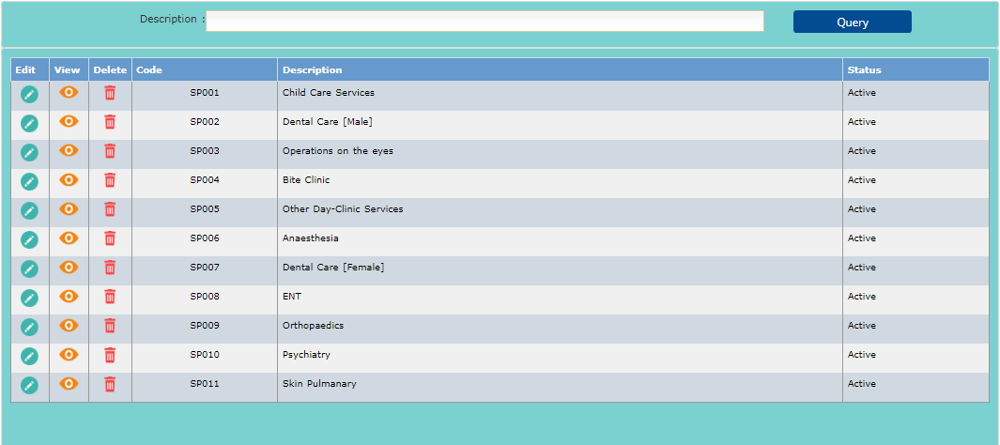 Description :
Query
Edit View Delete Code Description Status
SP001 Child Care Services Active
SP002 Dental Care [Male] Active
SP003 Operations on the eyes Active
SP004 Bite Clinic Active
SP005 Other Day-Clinic Services Active
SP006 Anaesthesia Active
SP007 Dental Care [Female] Active
SP008 ENT Active
SP009 Orthopaedics Active
SP010 Psychiatry Active
SP011 Skin Pulmanary Active